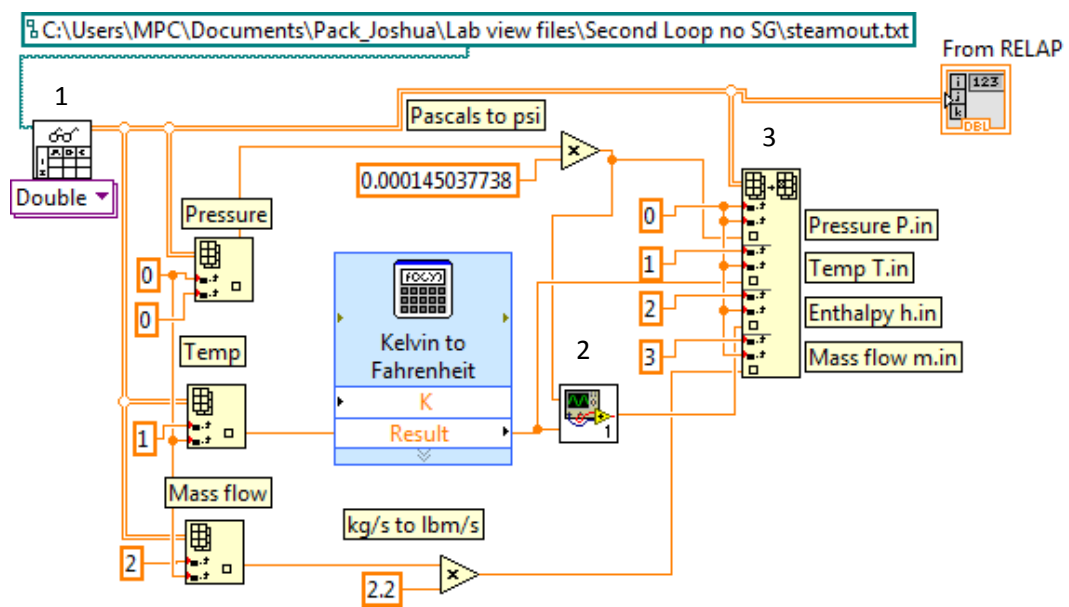 C:\Users\MPC\Documents\Pack_Joshua\Lab view files\Second Loop no SG\steamout.txt
From RELAP
123
i
j
k
DBL
1
Double
Pascals to psi
0.000145037738
3
Pressure
0
0
Temp
1
Mass flow
2
f(x,y)
Kelvin to
Fahrenheit
K
Result
kg/s to lbm/s
2.2
2
1
0
1
2
3
Pressure P.in
Temp T.in
Enthalpy h.in
Mass flow m.in